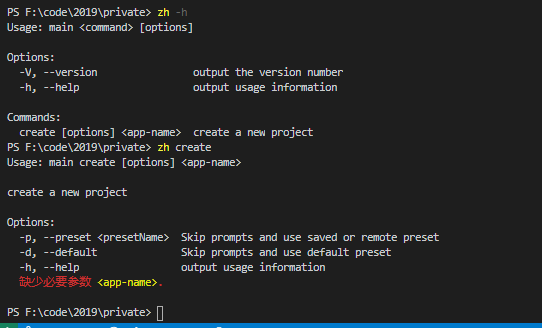 PS F:\code\2019\private> zh -h
Usage: main <command> [options]

Options:
  -V, --version                  output the version number
  -h, --help                     output usage information

Commands:
  create [options] <app-name>  create a new project
PS F:\code\2019\private> zh create
Usage: main create [options] <app-name>

create a new project

Options:
  -p, --preset <presetName>  Skip prompts and use saved or remote preset
  -d, --default              Skip prompts and use default preset
  -h, --help                 output usage information
  缺少必要参数 <app-name>.

PS F:\code\2019\private>